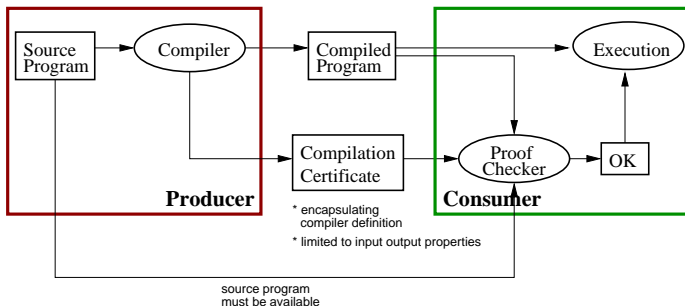 Source
Program
Compiler
Compiled
Program
Execution
Compilation
Certificate
Proof
Checker
OK
Producer
Consumer
* encapsulating
compiler definition
* limited to input output properties
source program
must be available